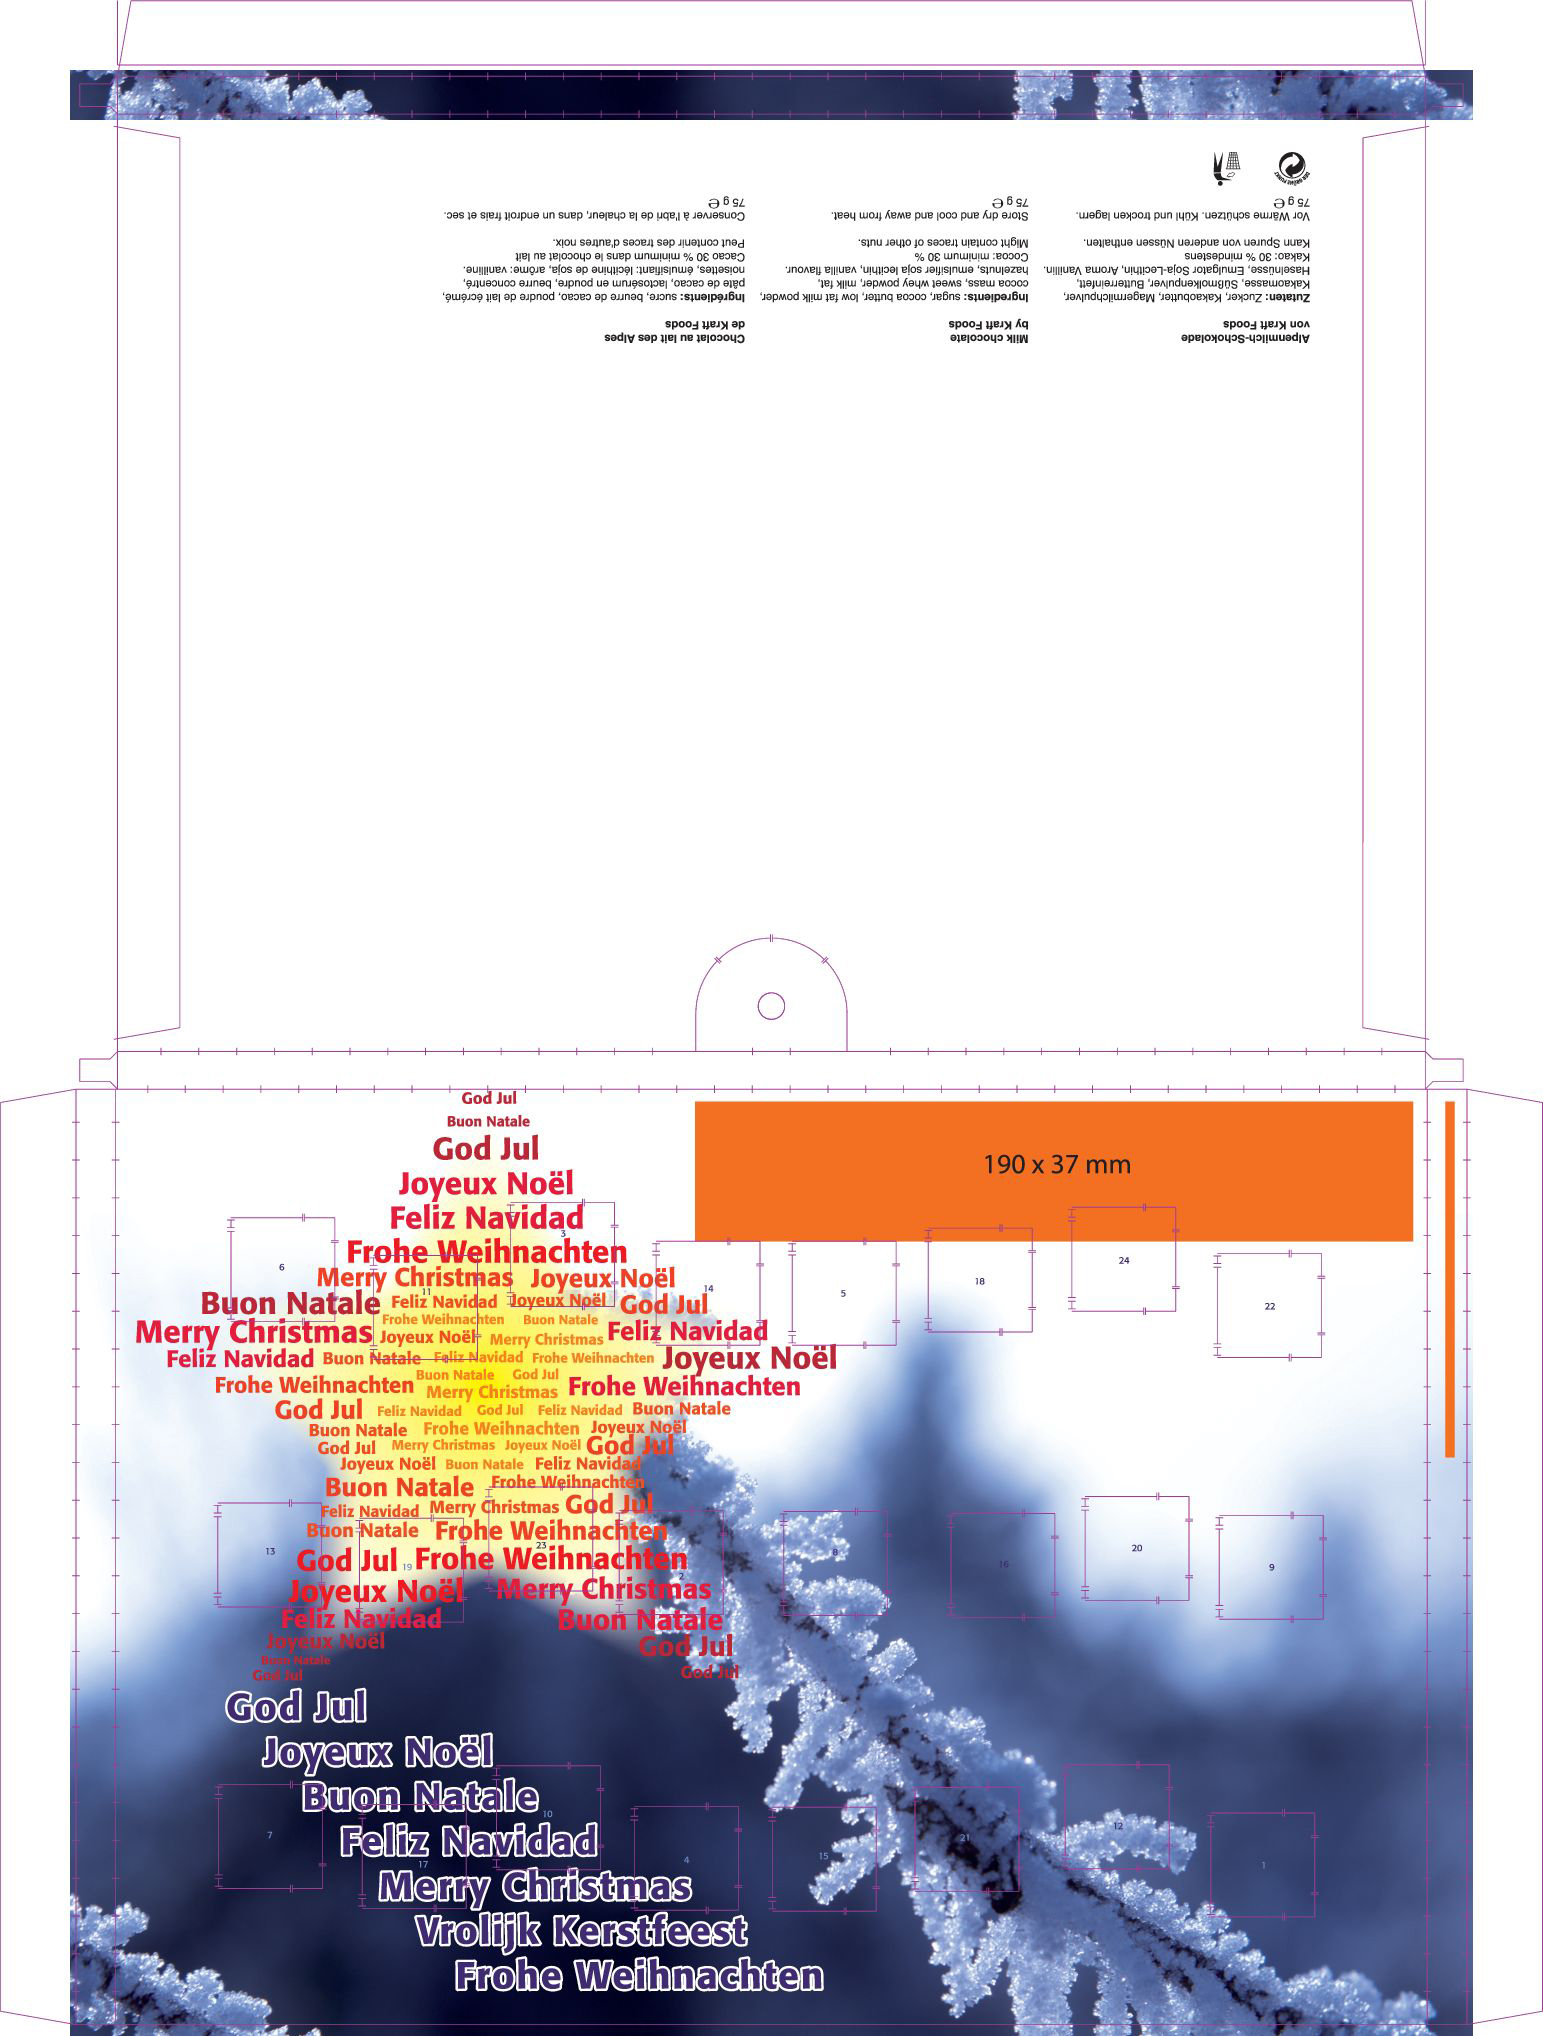 Alpenmilch-Schokolade
von Kraft Foods
Zutaten: Zucker, Kakaobutter, Magermilchpulver,
Kakaomasse, Süßmolkenpulver, Butterreinfett,
Haselnüsse, Emulgator Soja-Lecithin, Aroma Vanillin.
Kakao: 30 % mindestens
Kann Spuren von anderen Nüssen enthalten.
Vor Wärme schützen. Kühl und trocken lagern.
75 g ℮
DER GRÜNE PUNKT
Milk chocolate
by Kraft Foods
Ingredients: sugar, cocoa butter, low fat milk powder,
cocoa mass, sweet whey powder, milk fat,
hazelnuts, emulsifier soja lecithin, vanilla flavour.
Cocoa: minimum 30 %
Might contain traces of other nuts.
Store dry and cool and away from heat.
75 g ℮
Chocolat au lait des Alpes
de Kraft Foods
Ingrédients: sucre, beurre de cacao, poudre de lait écrémé,
pâte de cacao, lactosérum en poudre, beurre concentré,
noisettes, émulsifiant: lécithine de soja, arôme: vanilline.
Cacao 30 % minimum dans le chocolat au lait
Peut contenir des traces d'autres noix.
Conserver à l'abri de la chaleur, dans un endroit frais et sec.
75 g ℮
God Jul
Buon Natale
God Jul
190 x 37 mm
Joyeux Noël
Feliz Navidad
3
Frohe Weihnachten
24
6
Merry Christmas Joyeux Noël
18
11
14
5
Buon Natale Feliz Navidad Joyeux Noël God Jul
22
Frohe Weihnachten Buon Natale
Merry Christmas Joyeux Noël Merry Christmas Feliz Navidad
Feliz Navidad Buon Natale Feliz Navidad Frohe Weihnachten Joyeux Noël
Buon Natale God Jul
Frohe Weihnachten Merry Christmas Frohe Weihnachten
God Jul Feliz Navidad God Jul Feliz Navidad Buon Natale
Buon Natale Frohe Weihnachten Joyeux Noël
God Jul Merry Christmas Joyeux Noël God Jul
Joyeux Noël Buon Natale Feliz Navidad
Buon Natale Frohe Weihnachten
Feliz Navidad Merry Christmas God Jul
Buon Natale Frohe Weihnachten
13
23
8
20
God Jul Frohe Weihnachten
19
2
16
9
Joyeux Noël Merry Christmas
Feliz Navidad Buon Natale
Joyeux Noël God Jul
Buon Natale
God Jul God Jul
God Jul
Joyeux Noël
Buon Natale
10
12
7
Feliz Navidad
21
17
4
15
1
Merry Christmas
Vrolijk Kerstfeest
Frohe Weihnachten